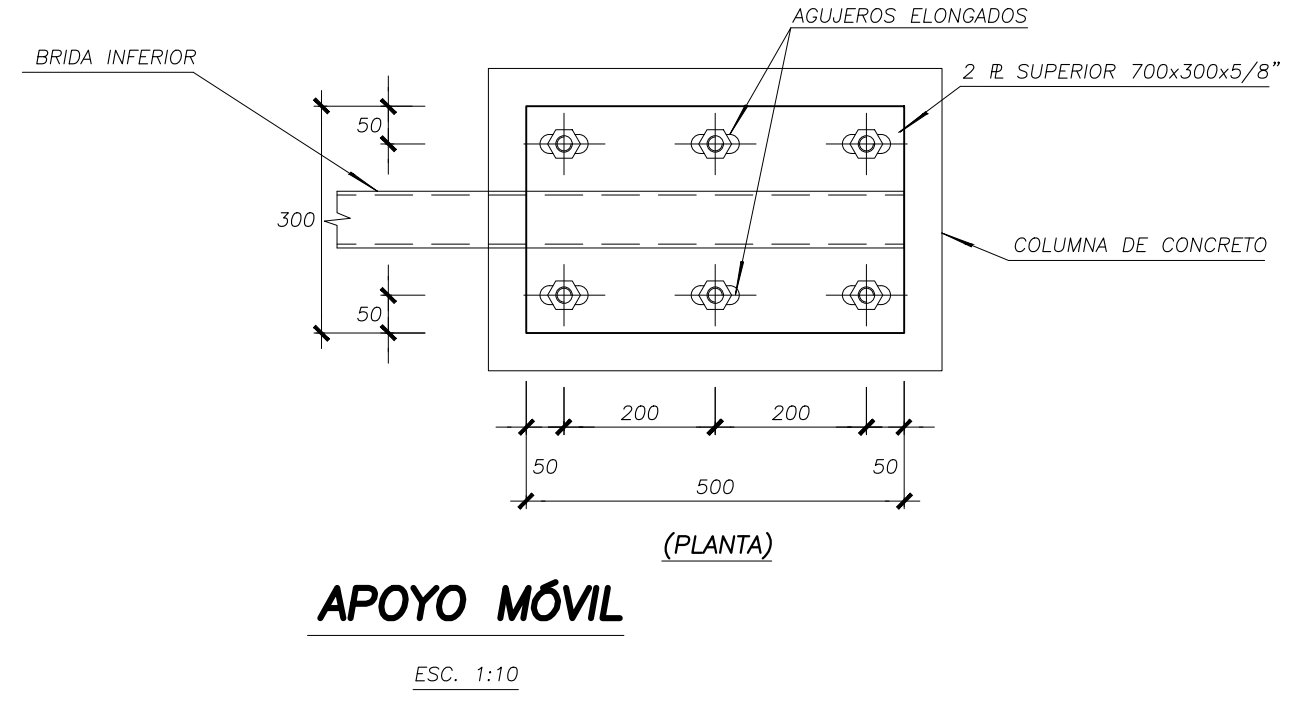 AGUJEROS ELONGADOS
BRIDA INFERIOR
2 ℄ SUPERIOR 700x300x5/8"
50
300
COLUMNA DE CONCRETO
50
200
200
50
50
500
(PLANTA)
APOYO MÓVIL
ESC. 1:10